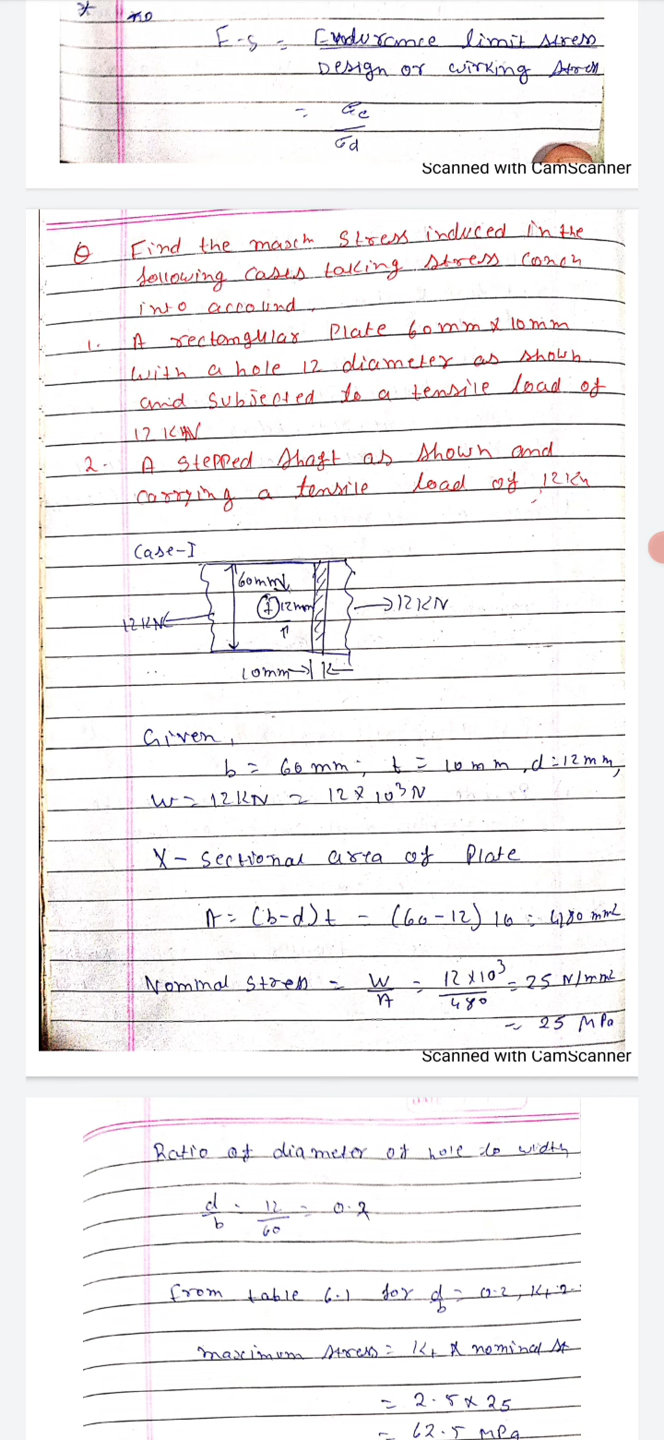 F.S = Endurance limit stress
Design or wirking stress
= σe
σd
Scanned with CamScanner
Q Find the maxm stress induced in the
following cases taking stress concn
into accound.
1. A rectangular Plate 60mm x 10mm
with a hole 12 diameter as shown
and subjected to a tensile load of
12 KN
2. A stepped shaft as shown and
carrying a tensile load of 12Kn
Case-I
60mm
12mm
12KN
12KN
10mm
Given,
b = 60 mm; t = 10 mm, d = 12 mm,
W = 12KN = 12 x 10³N
X-Sectional area of Plate
A = (b-d)t = (60-12) 10 = 480 mm²
Nominal stress = W/A = 12x10³/480 = 25 N/mm²
= 25 MPa
Scanned with CamScanner
Ratio of diameter of hole to width
d/b = 12/60 = 0.2
from table 6.1 for d/b = 0.2, Kt
maximum stress = Kt x nominal st
= 2.5 x 25
= 62.5 MPa